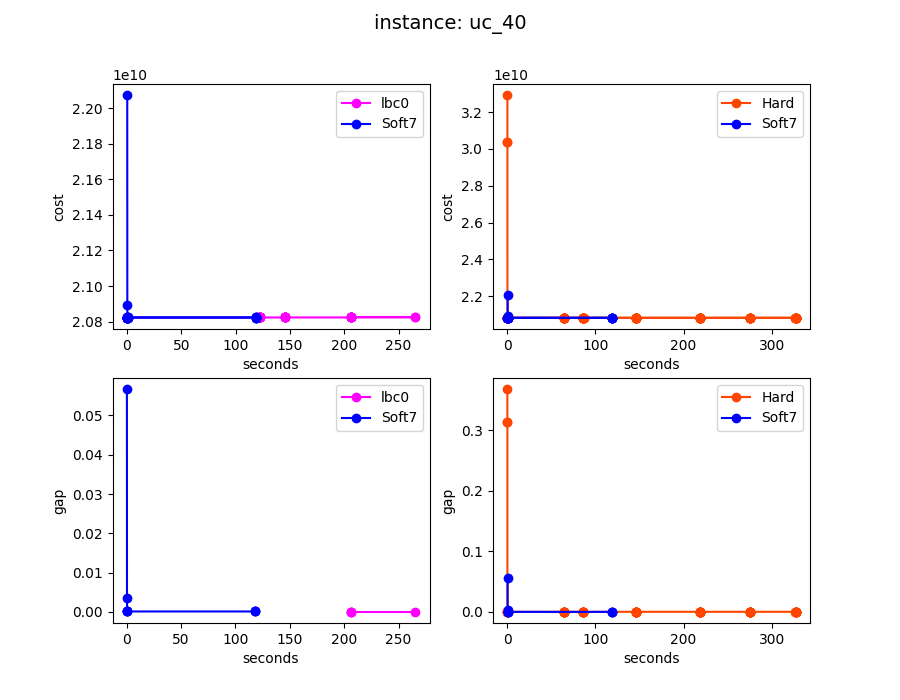 instance: uc_40
1e10
1e10
2.20
2.18
2.16
2.14
2.12
2.10
2.08
cost
0
50
100
150
200
250
seconds
lbc0
Soft7
3.2
3.0
2.8
2.6
2.4
2.2
cost
0
100
200
300
seconds
Hard
Soft7
0.05
0.04
0.03
0.02
0.01
0.00
gap
0
50
100
150
200
250
seconds
lbc0
Soft7
0.3
0.2
0.1
0.0
gap
0
100
200
300
seconds
Hard
Soft7